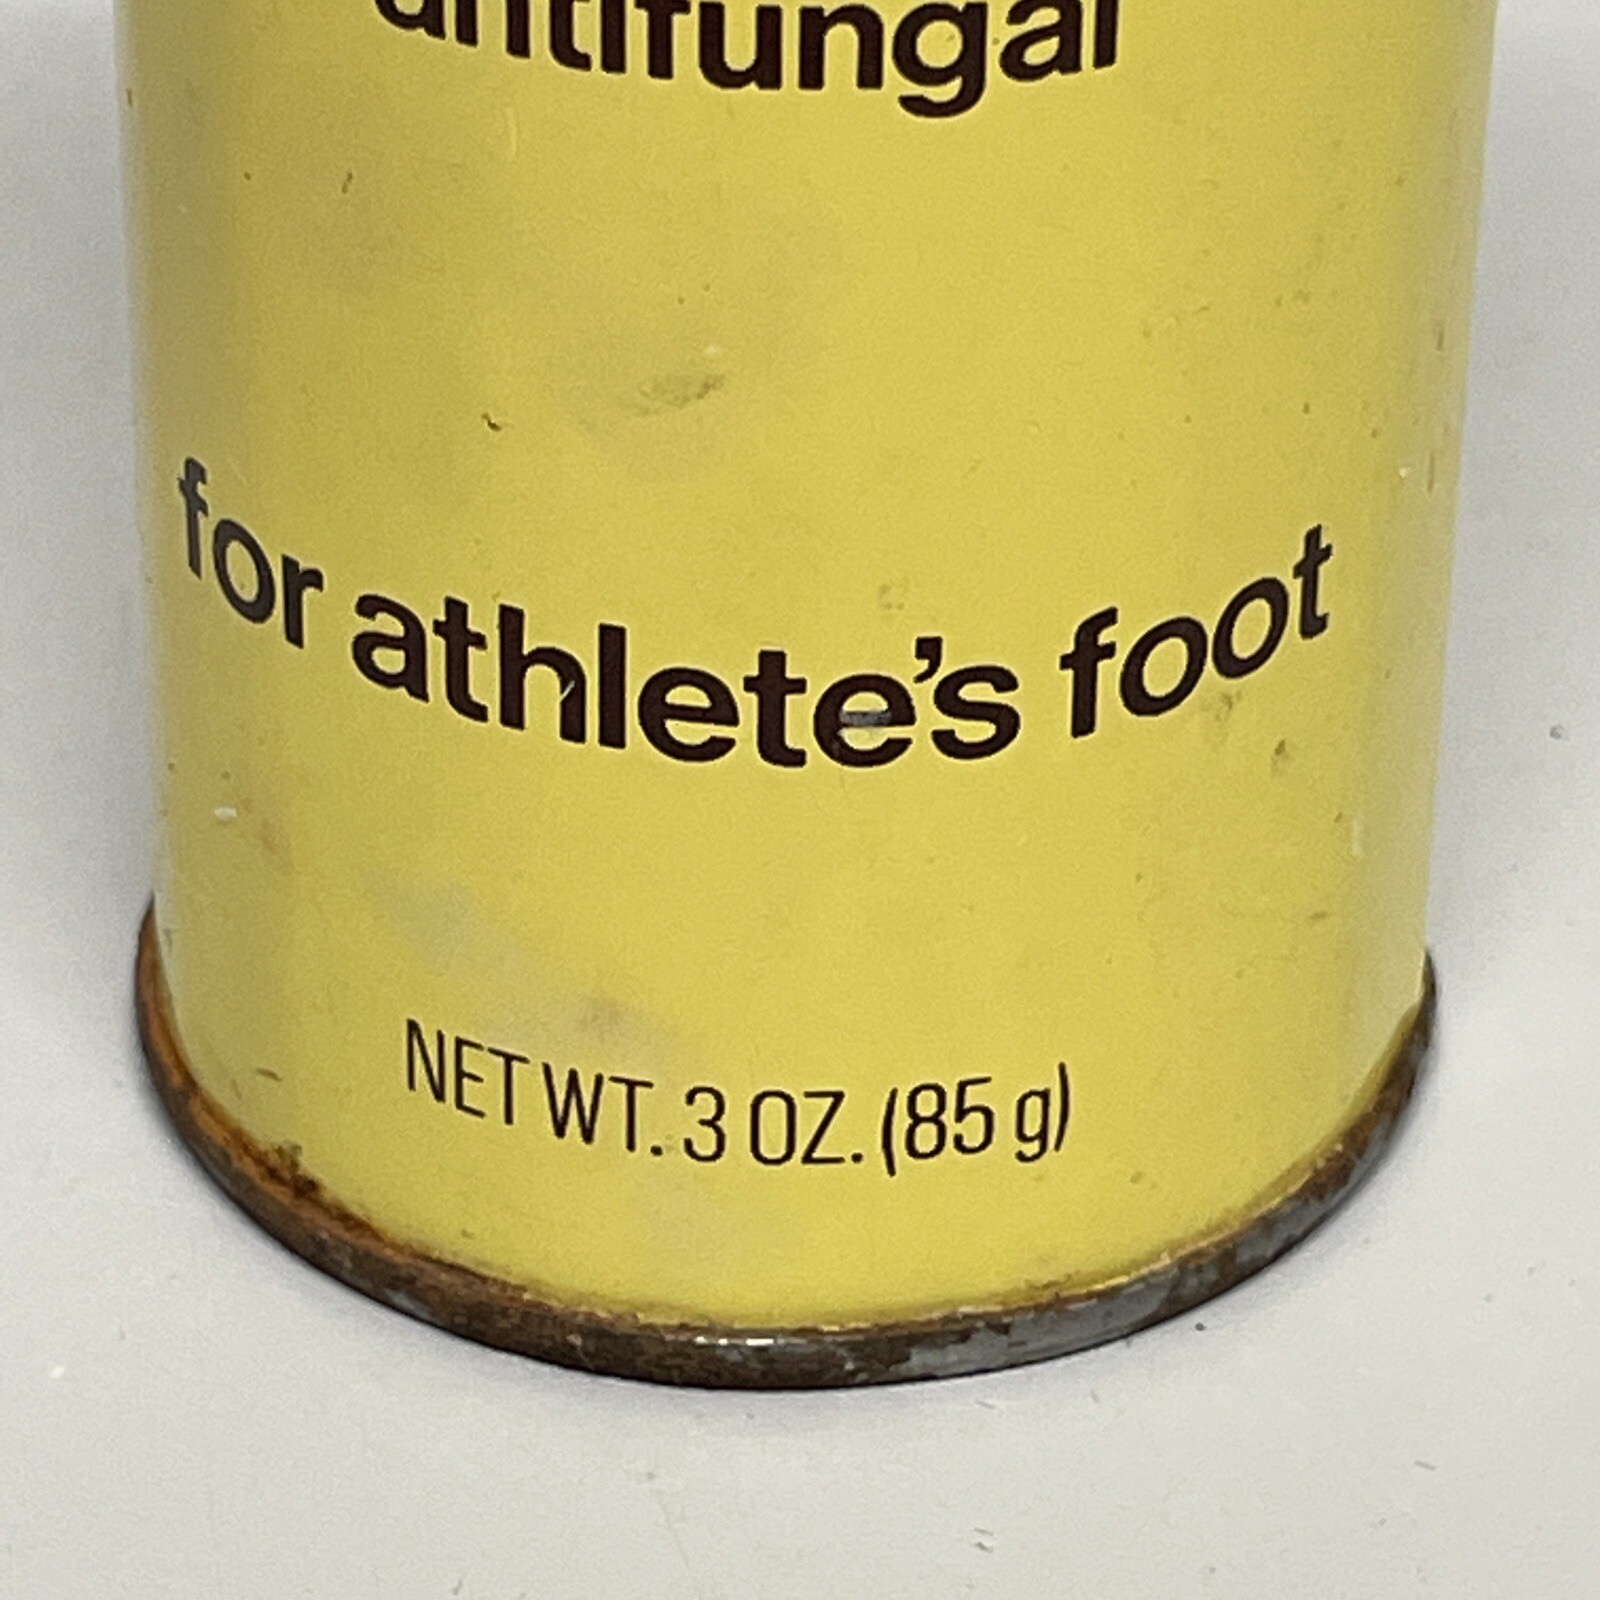 antifungal
for athlete's foot
NET WT. 3 OZ. (85 g)